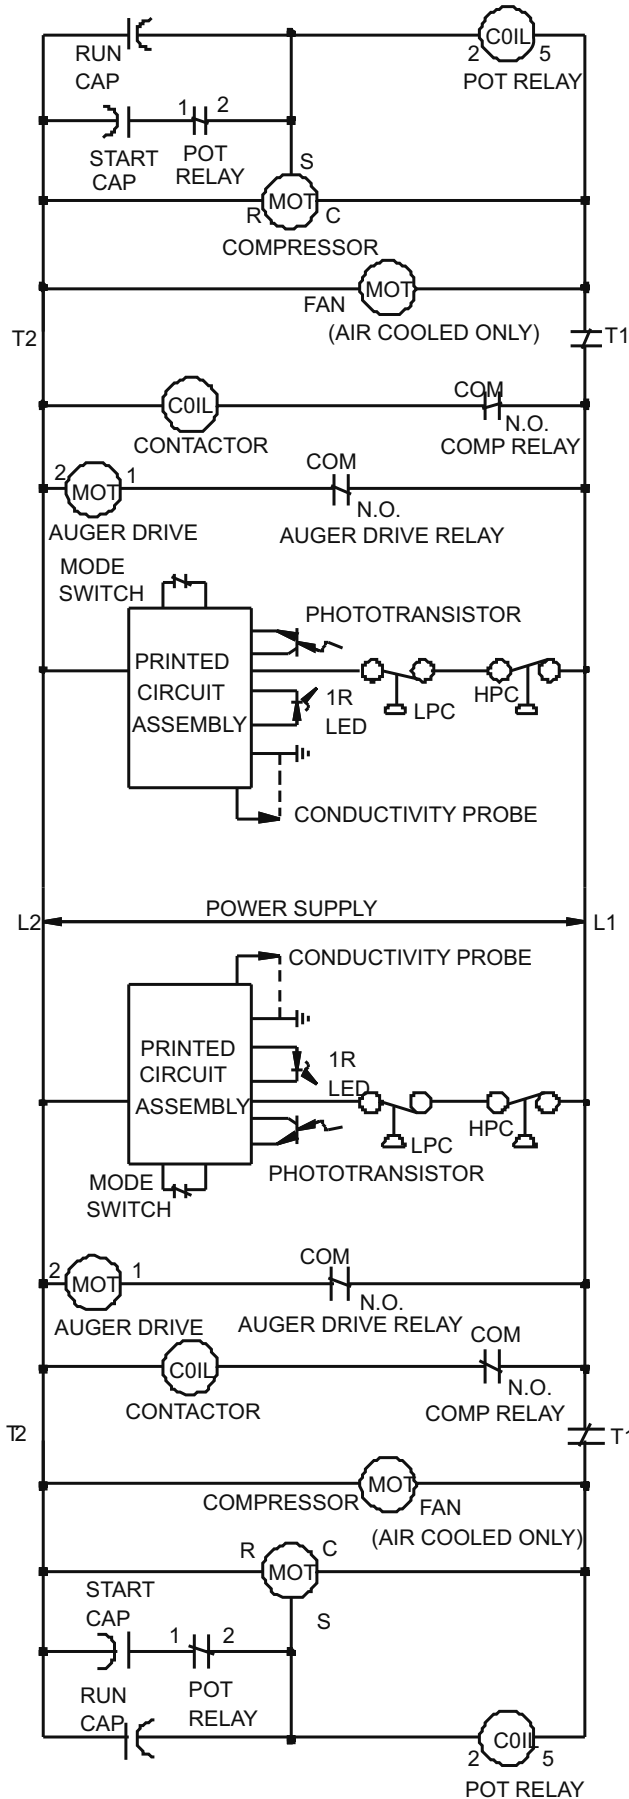 COIL
2 5
RUN
CAP
POT RELAY
1 2
START
CAP
POT
RELAY
S
MOT
R C
COMPRESSOR
MOT
FAN
(AIR COOLED ONLY)
T2
T1
COIL
COM
N.O.
CONTACTOR
COMP RELAY
2 1
MOT
COM
N.O.
AUGER DRIVE
AUGER DRIVE RELAY
MODE
SWITCH
PHOTOTRANSISTOR
PRINTED
CIRCUIT
ASSEMBLY
1R
LED
LPC
HPC
CONDUCTIVITY PROBE
L2
POWER SUPPLY
L1
CONDUCTIVITY PROBE
PRINTED
CIRCUIT
ASSEMBLY
1R
LED
LPC
HPC
PHOTOTRANSISTOR
MODE
SWITCH
2 1
MOT
COM
N.O.
AUGER DRIVE
AUGER DRIVE RELAY
COIL
COM
N.O.
CONTACTOR
COMP RELAY
T2
T1
COMPRESSOR
MOT
FAN
(AIR COOLED ONLY)
R C
MOT
S
START
CAP
1 2
POT
RELAY
RUN
CAP
COIL
2 5
POT RELAY